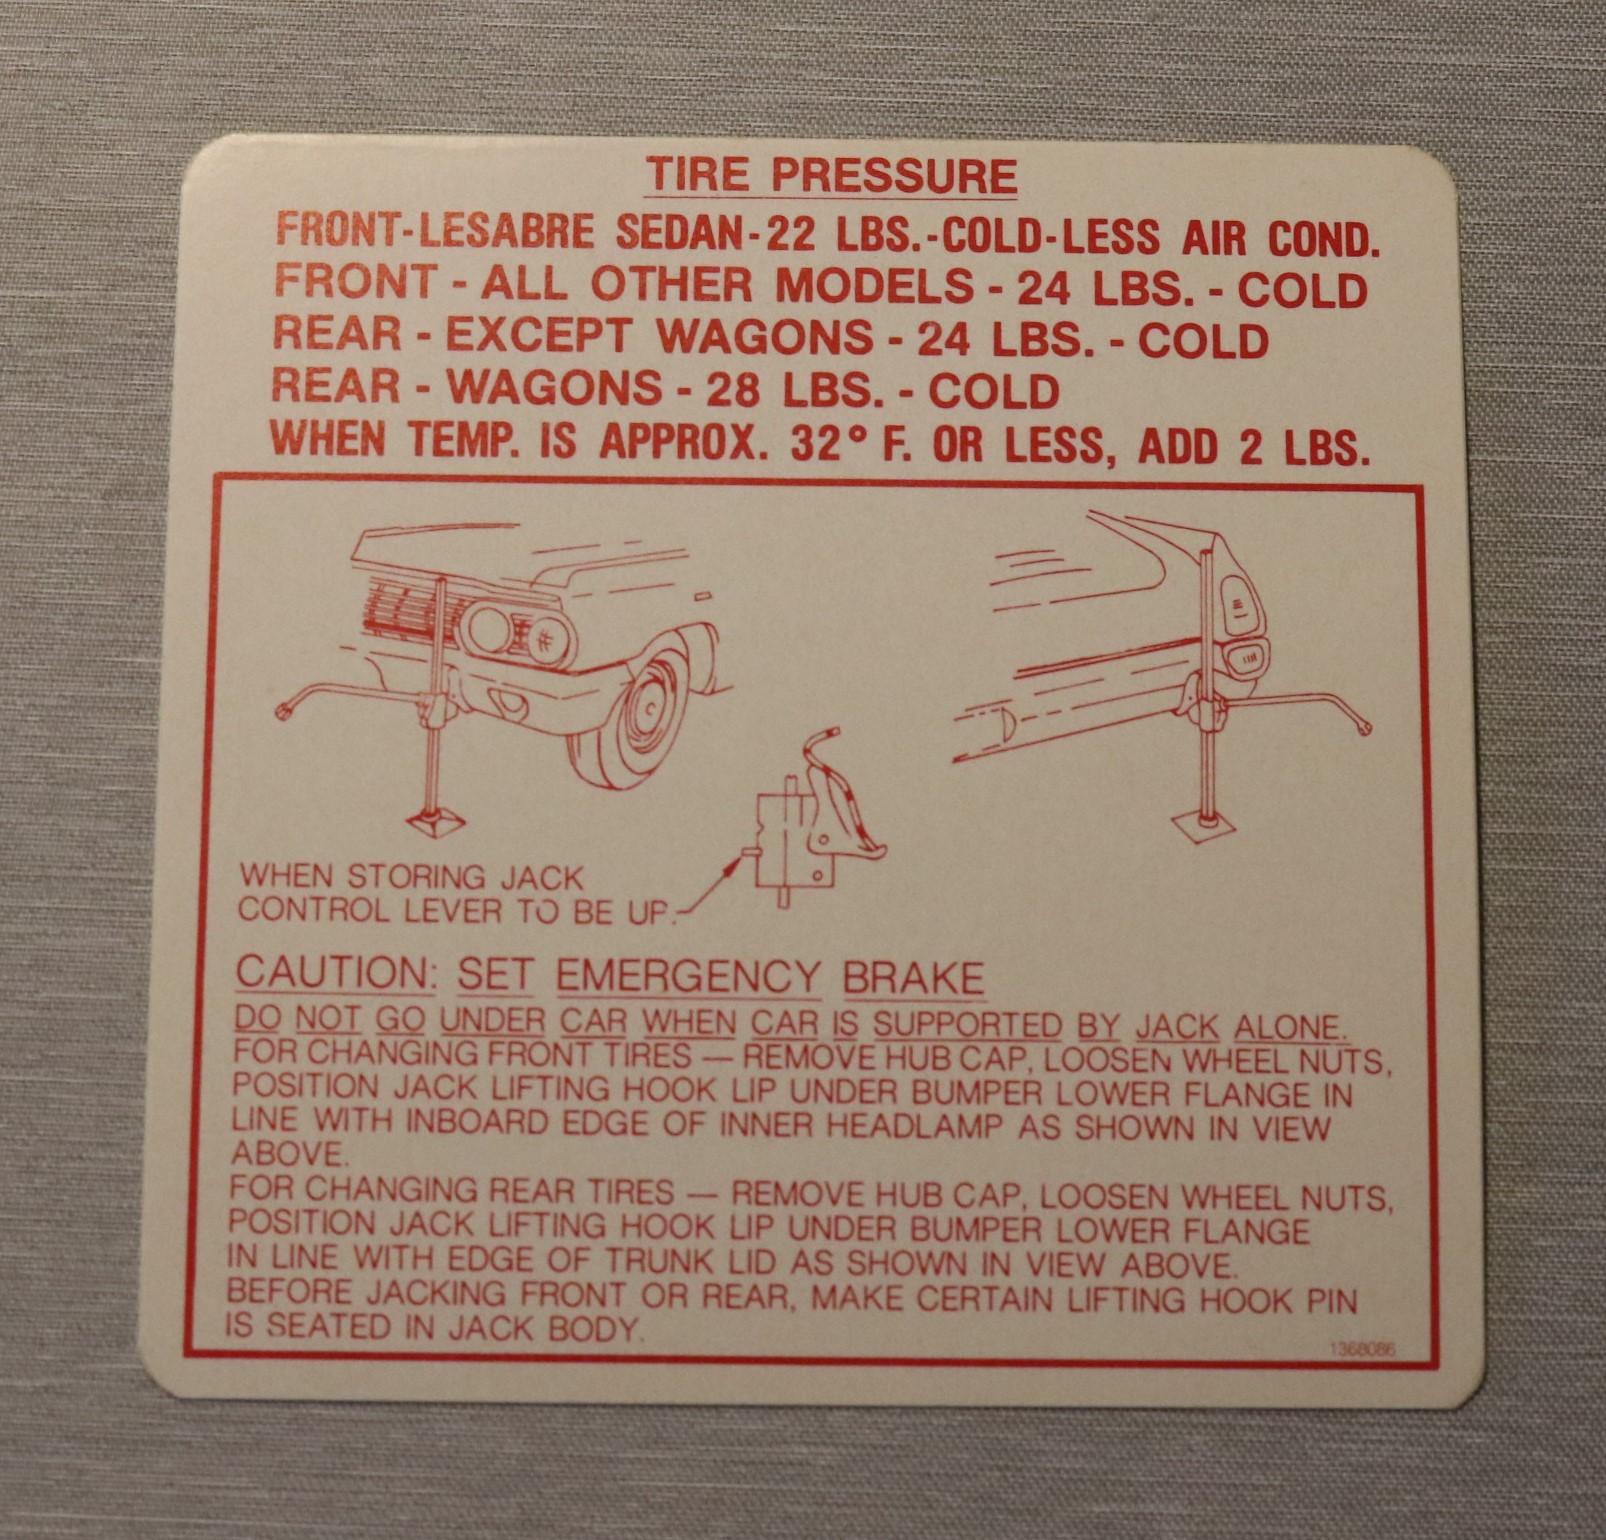 TIRE PRESSURE
FRONT-LESABRE SEDAN-22 LBS.-COLD-LESS AIR COND.
FRONT - ALL OTHER MODELS - 24 LBS. - COLD
REAR - EXCEPT WAGONS - 24 LBS. - COLD
REAR - WAGONS - 28 LBS. - COLD
WHEN TEMP. IS APPROX. 32° F. OR LESS, ADD 2 LBS.
WHEN STORING JACK
CONTROL LEVER TO BE UP.
CAUTION: SET EMERGENCY BRAKE
DO NOT GO UNDER CAR WHEN CAR IS SUPPORTED BY JACK ALONE.
FOR CHANGING FRONT TIRES — REMOVE HUB CAP, LOOSEN WHEEL NUTS,
POSITION JACK LIFTING HOOK LIP UNDER BUMPER LOWER FLANGE IN
LINE WITH INBOARD EDGE OF INNER HEADLAMP AS SHOWN IN VIEW
ABOVE.
FOR CHANGING REAR TIRES — REMOVE HUB CAP, LOOSEN WHEEL NUTS,
POSITION JACK LIFTING HOOK LIP UNDER BUMPER LOWER FLANGE
IN LINE WITH EDGE OF TRUNK LID AS SHOWN IN VIEW ABOVE.
BEFORE JACKING FRONT OR REAR, MAKE CERTAIN LIFTING HOOK PIN
IS SEATED IN JACK BODY.
1368086